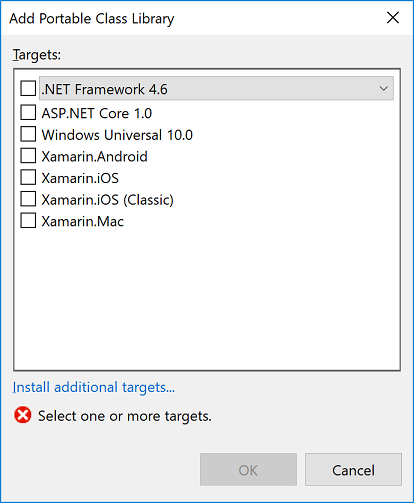 Add Portable Class Library
Targets:
.NET Framework 4.6
ASP.NET Core 1.0
Windows Universal 10.0
Xamarin.Android
Xamarin.iOS
Xamarin.iOS (Classic)
Xamarin.Mac
Install additional targets...
Select one or more targets.
OK
Cancel